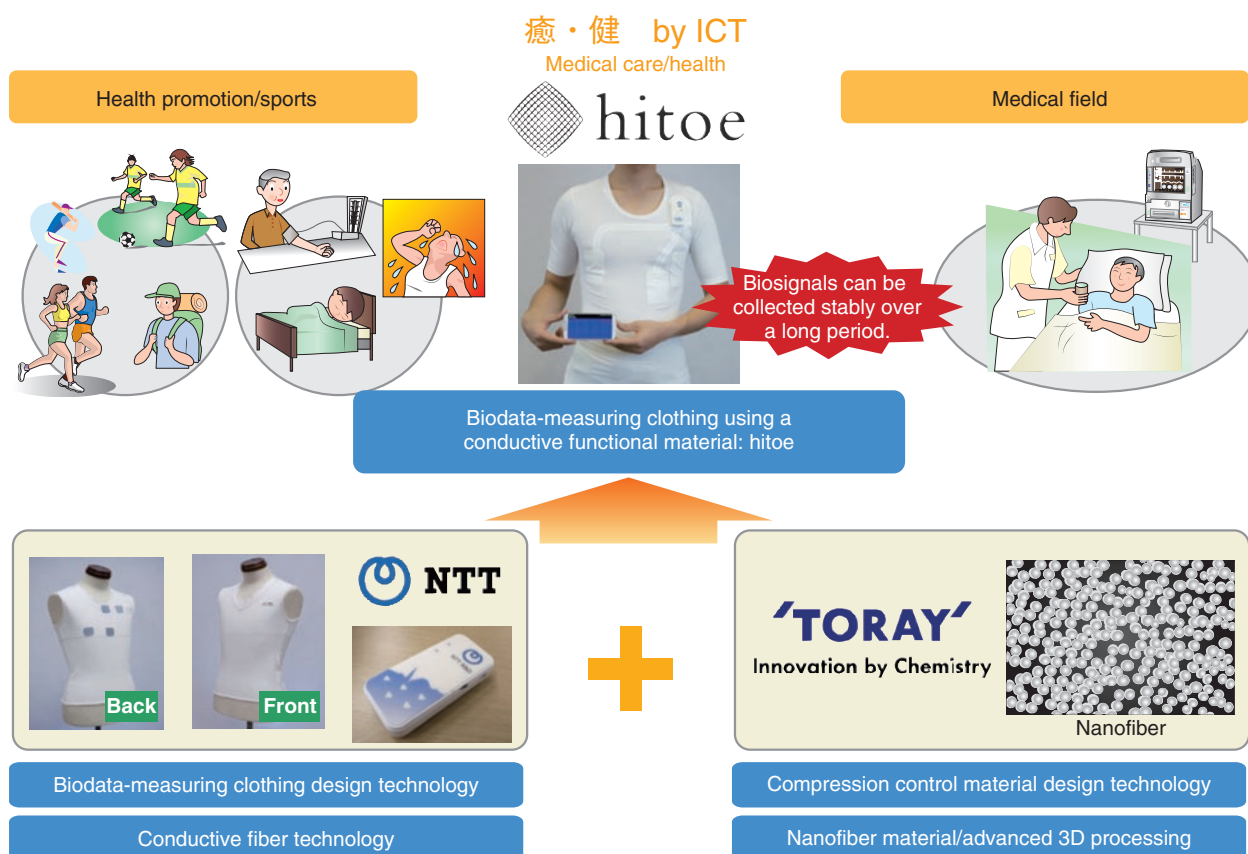 癒・健 by ICT
Medical care/health
Health promotion/sports
hitoe
Medical field
Biosignals can be
collected stably over
a long period.
Biodata-measuring clothing using a
conductive functional material: hitoe
NTT
Back
Front
'TORAY'
Innovation by Chemistry
Nanofiber
Biodata-measuring clothing design technology
Conductive fiber technology
Compression control material design technology
Nanofiber material/advanced 3D processing